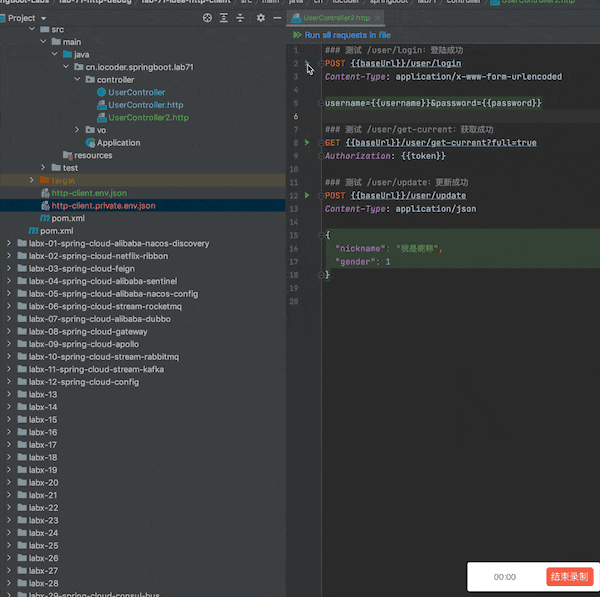 Project
src
main
java
cn.iocoder.springboot.lab71
controller
UserController
UserController.http
UserController2.http
vo
Application
resources
test
target
http-client.env.json
http-client.private.env.json
pom.xml
pom.xml
labx-01-spring-cloud-alibaba-nacos-discovery
labx-02-spring-cloud-netflix-ribbon
labx-03-spring-cloud-feign
labx-04-spring-cloud-alibaba-sentinel
labx-05-spring-cloud-alibaba-nacos-config
labx-06-spring-cloud-stream-rocketmq
labx-07-spring-cloud-alibaba-dubbo
labx-08-spring-cloud-gateway
labx-09-spring-cloud-apollo
labx-10-spring-cloud-stream-rabbitmq
labx-11-spring-cloud-stream-kafka
labx-12-spring-cloud-config
labx-13
labx-14
labx-15
labx-16
labx-17
labx-18
labx-19
labx-20
labx-21
labx-22
labx-23
labx-24
labx-25
labx-26
labx-27
labx-28
labx-29-spring-cloud-consul-bus
UserController2.http
Run all requests in file
1 ### 测试 /user/login：登陆成功
2 POST {{baseUrl}}/user/login
3 Content-Type: application/x-www-form-urlencoded
4
5 username={{username}}&password={{password}}
6
7 ### 测试 /user/get-current：获取成功
8 GET {{baseUrl}}/user/get-current?full=true
9 Authorization: {{token}}
10
11 ### 测试 /user/update：更新成功
12 POST {{baseUrl}}/user/update
13 Content-Type: application/json
14
15 {
16 "nickname": "我是昵称",
17 "gender": 1
18 }
19
20
00:00 结束录制